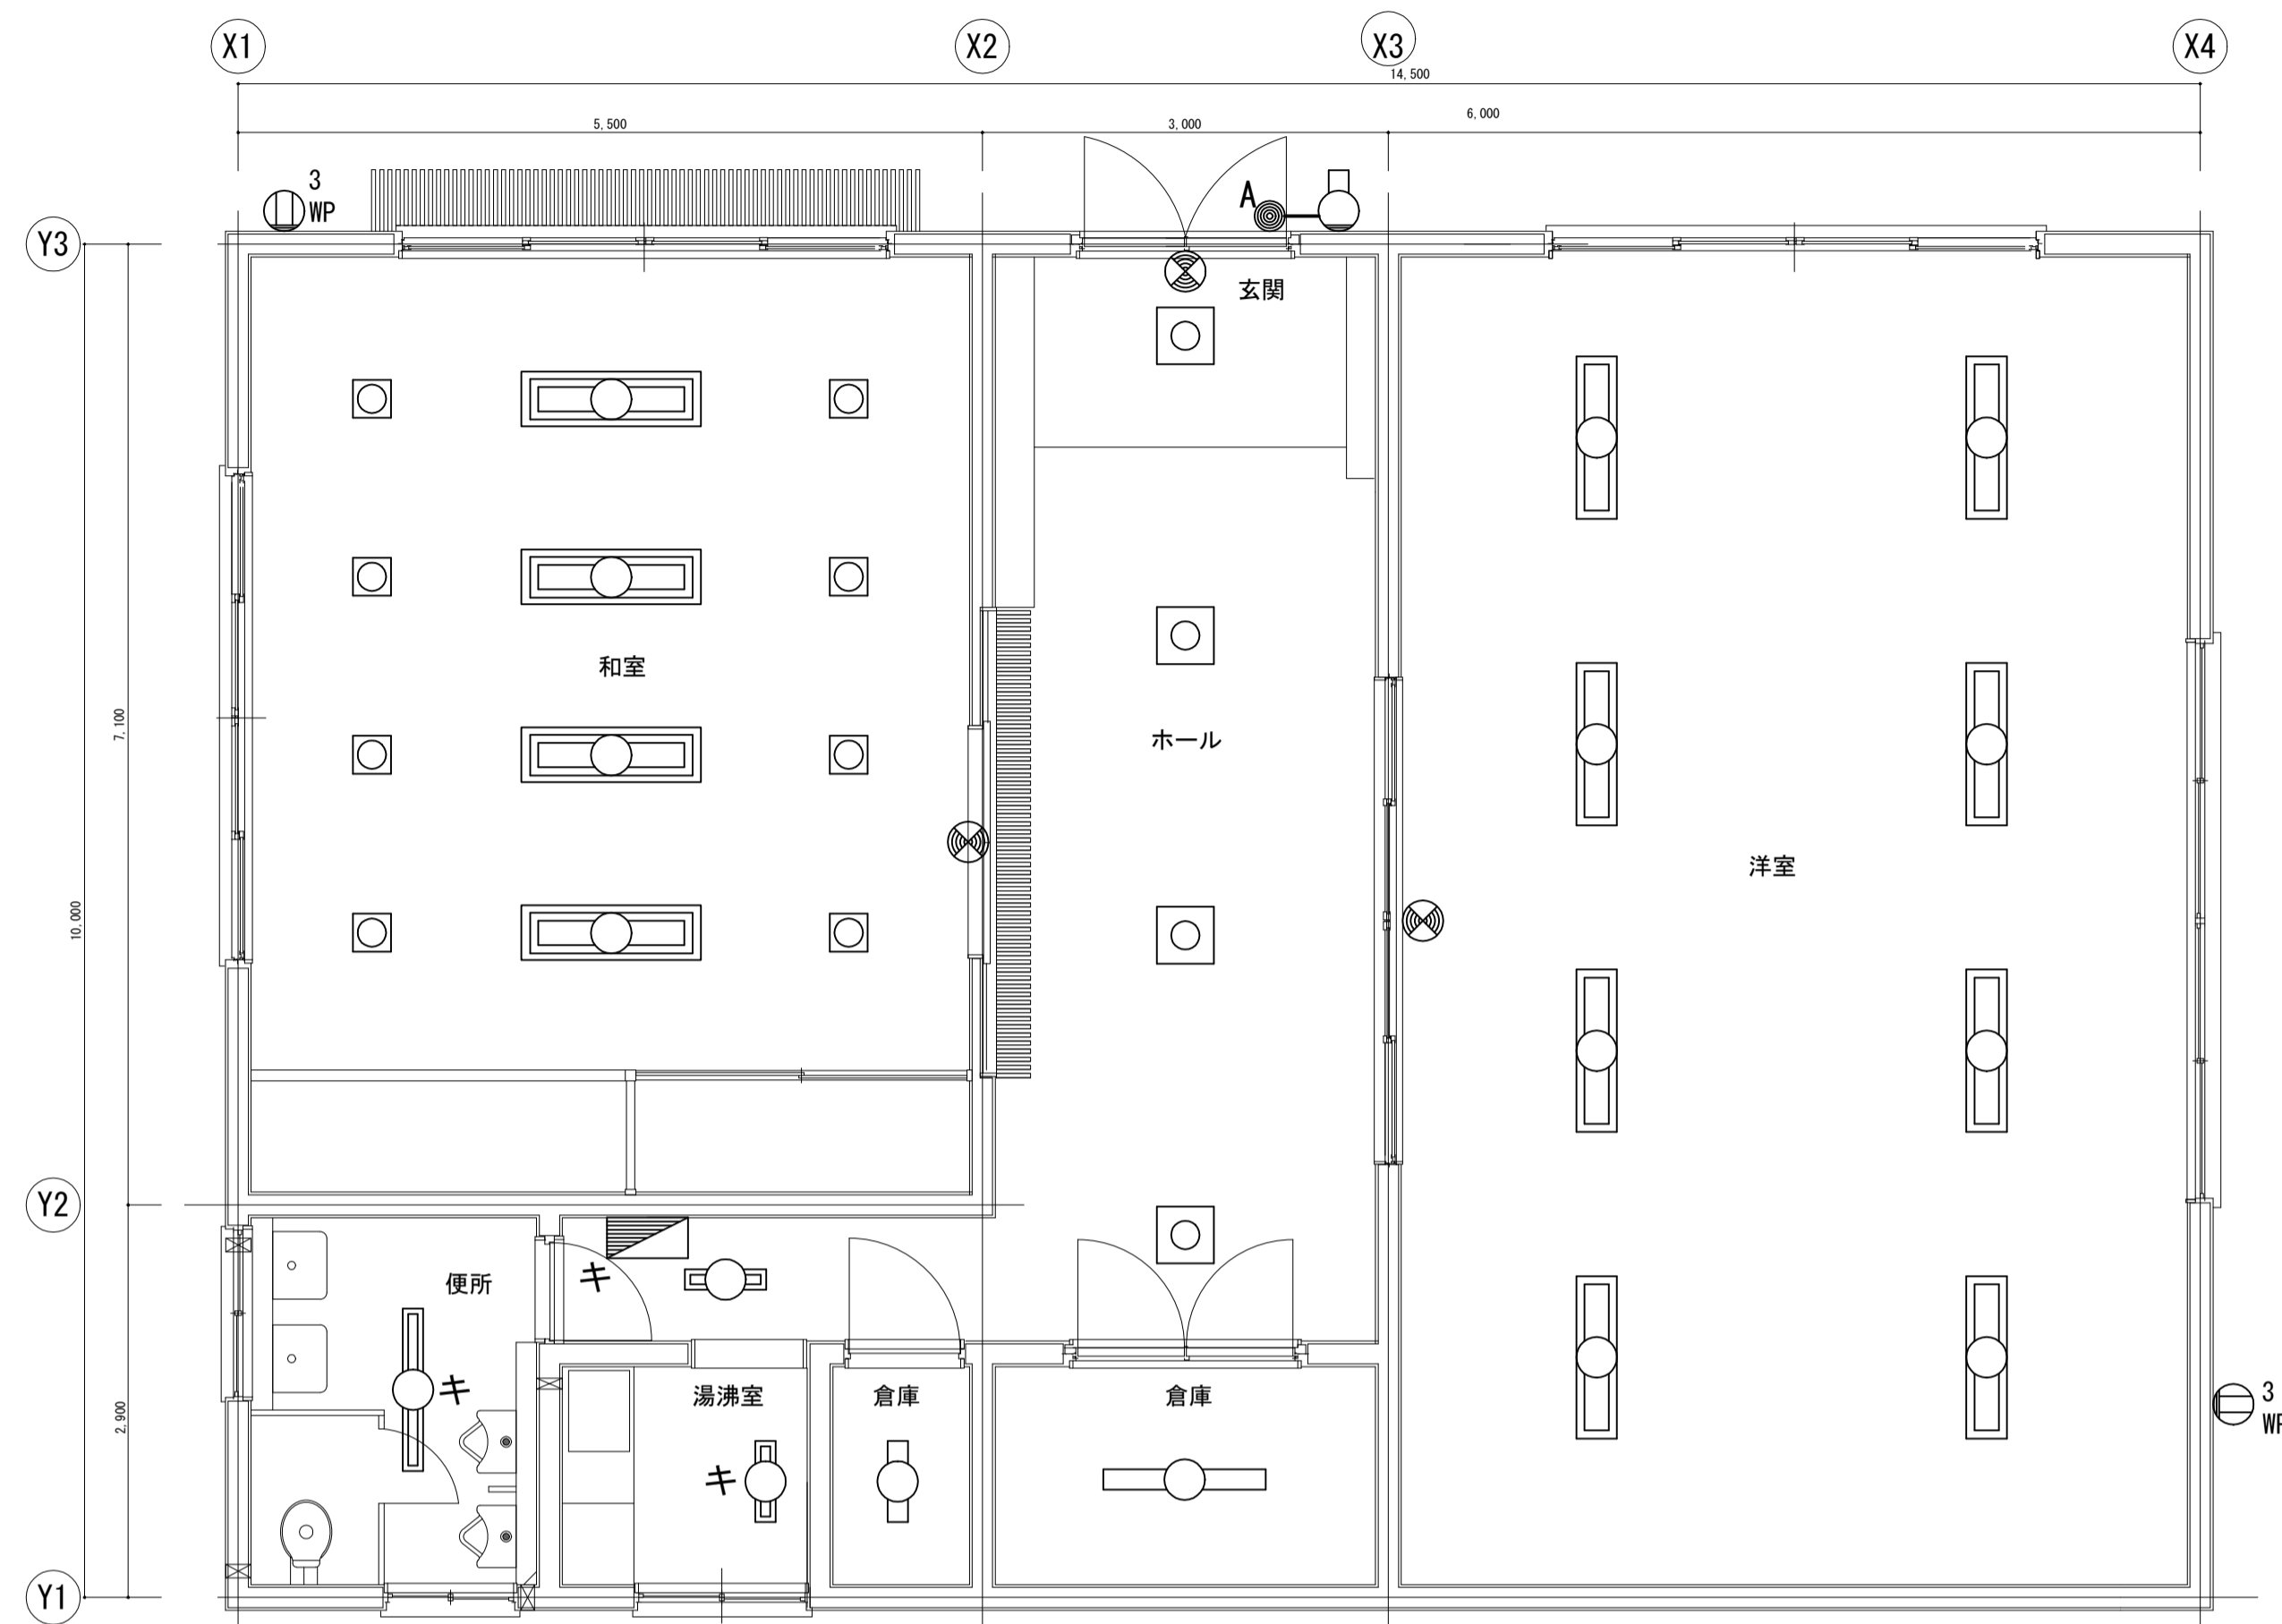 X1
X2
X3
X4
14,500
5,500
3,000
6,000
3
WP
A
Y3
玄関
和室
7,100
ホール
洋室
10,000
Y2
キ
便所
キ
湯沸室
倉庫
倉庫
3
2,900
キ
Y1